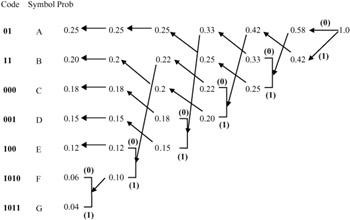 Code Symbol Prob
(0)
01 A 0.25 0.25 0.25 0.33 0.42 0.58 1.0
(0) (1)
11 B 0.20 0.2 0.22 0.25 0.33 0.42
(0) (1)
000 C 0.18 0.18 0.2 0.22 0.25
(0) (1)
001 D 0.15 0.15 0.18 0.20
(0) (1)
100 E 0.12 0.12 0.15
(0) (1)
1010 F 0.06 0.10
(1)
1011 G 0.04
(1)